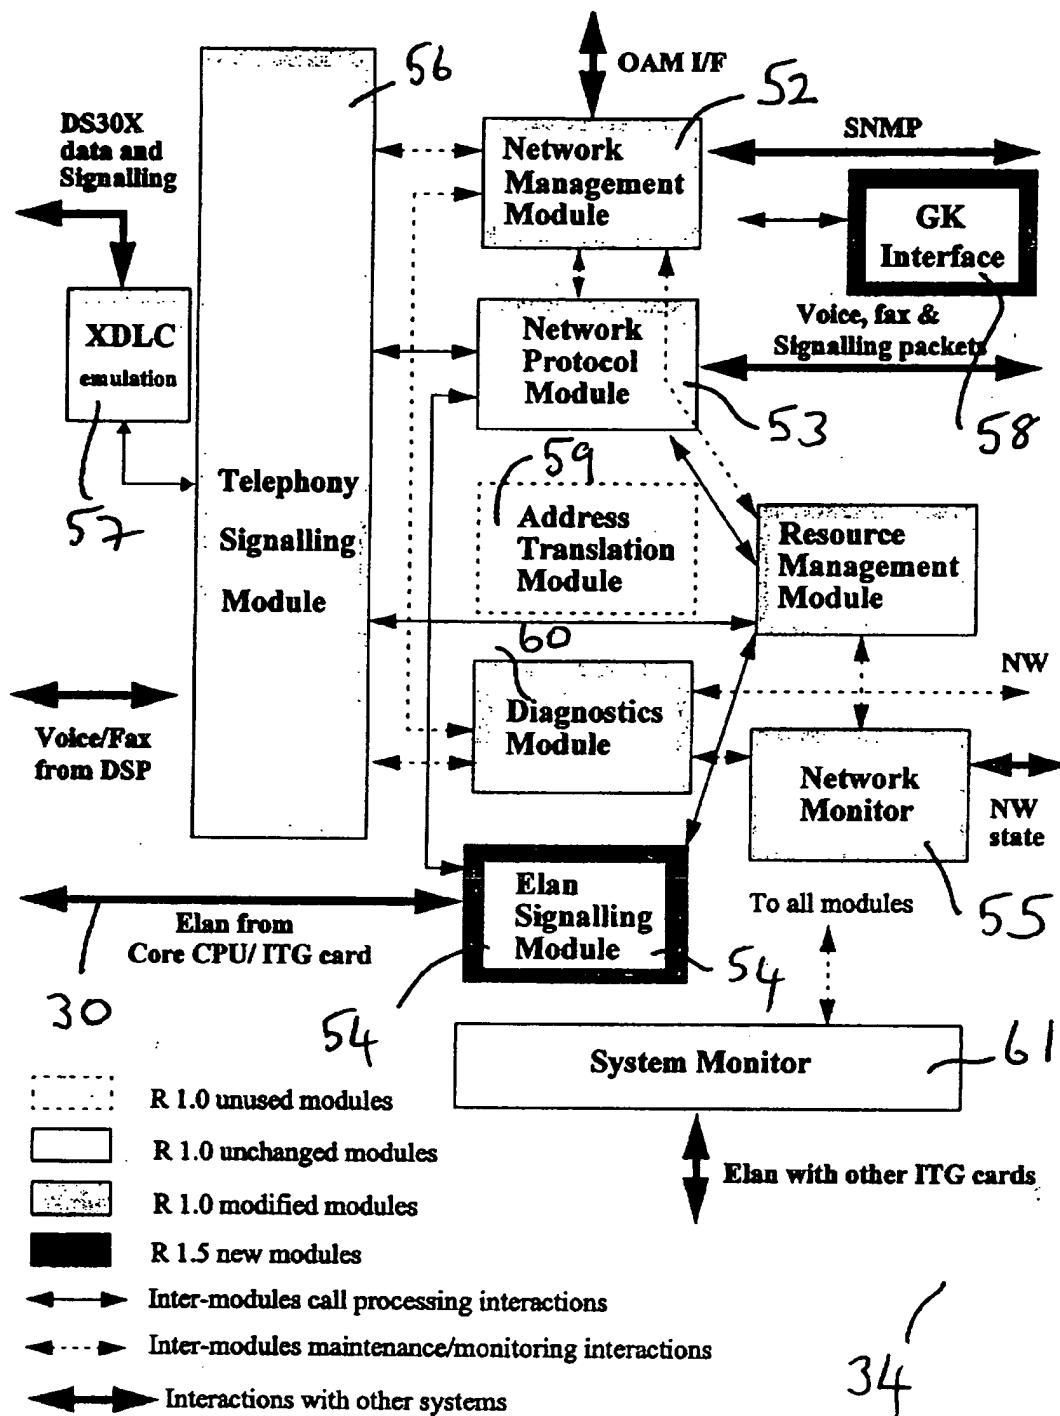 56
OAM I/F
52
DS30X
data and
Signalling
Network
Management
Module
SNMP
GK
Interface
XDLC
emulation
Network
Protocol
Module
Voice, fax &
Signalling packets
53
58
57
59
Telephony
Signalling
Module
Address
Translation
Module
Resource
Management
Module
60
NW
Voice/Fax
from DSP
Diagnostics
Module
Network
Monitor
NW
state
Elan
Signalling
Module
To all modules
55
Elan from
Core CPU/ ITG card
54
54
30
System Monitor
61
R 1.0 unused modules
R 1.0 unchanged modules
Elan with other ITG cards
R 1.0 modified modules
R 1.5 new modules
Inter-modules call processing interactions
Inter-modules maintenance/monitoring interactions
34
Interactions with other systems